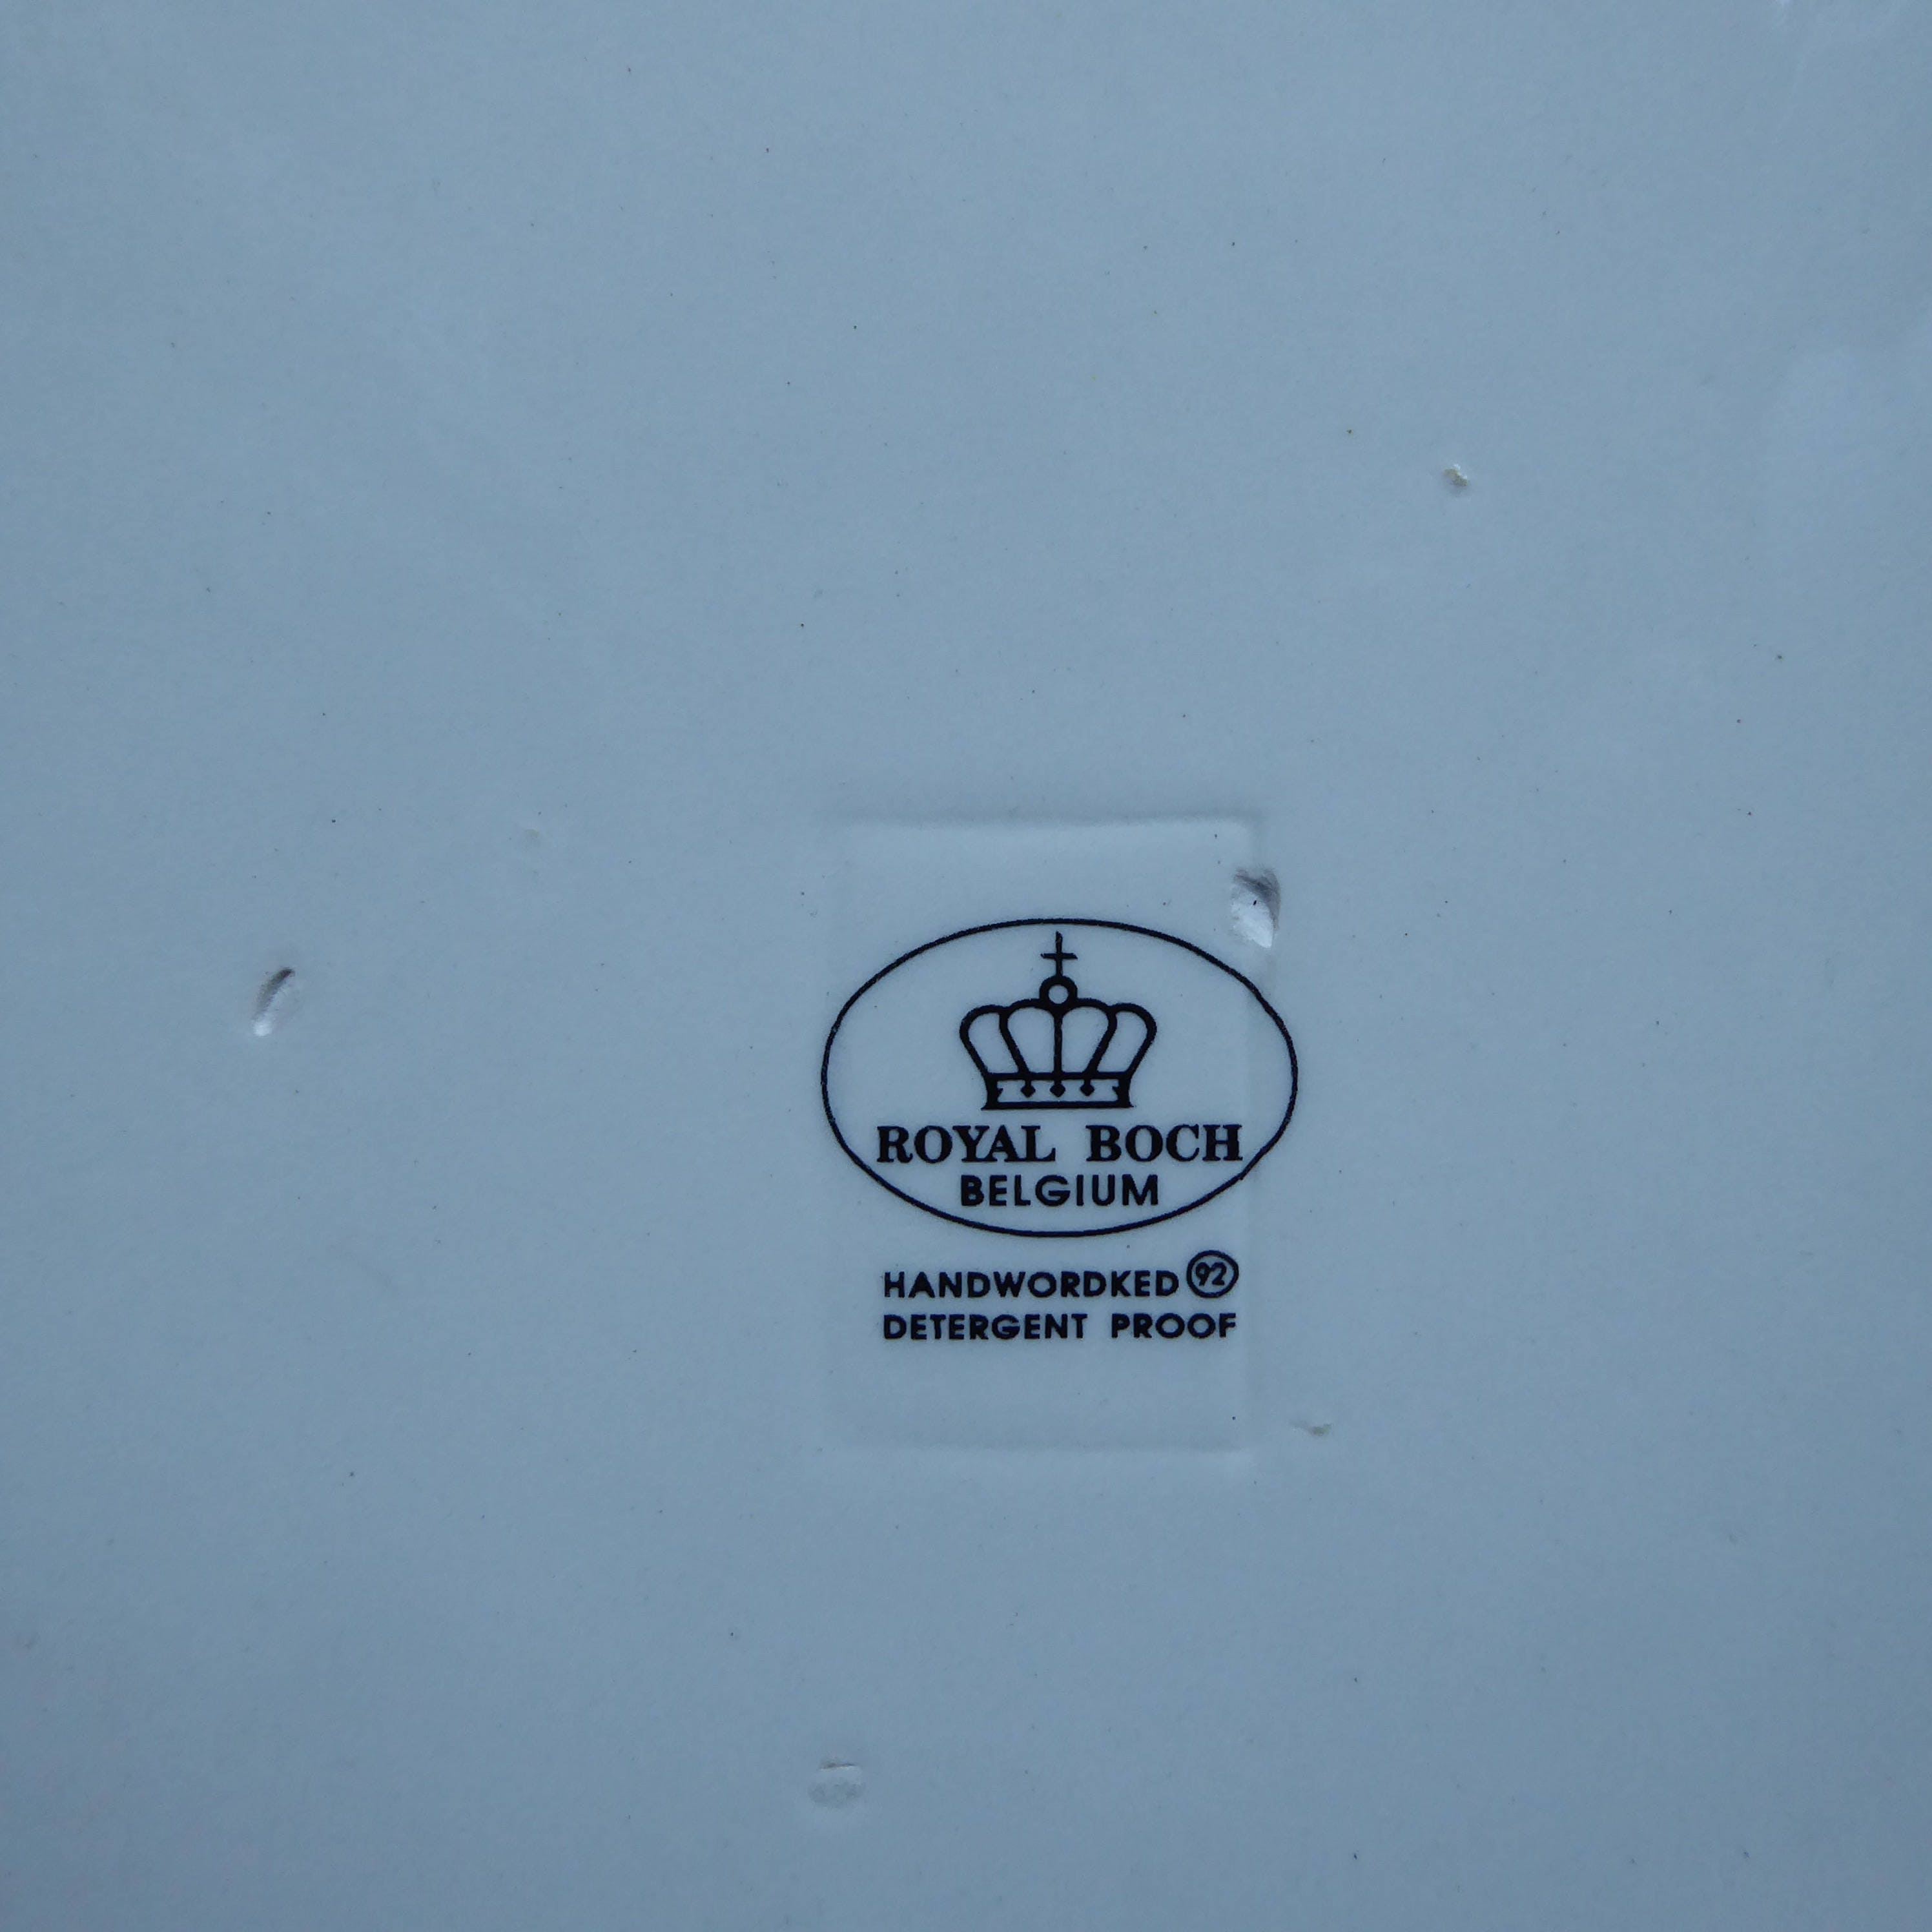 ROYAL BOCH
BELGIUM
HANDWORDKED 92
DETERGENT PROOF